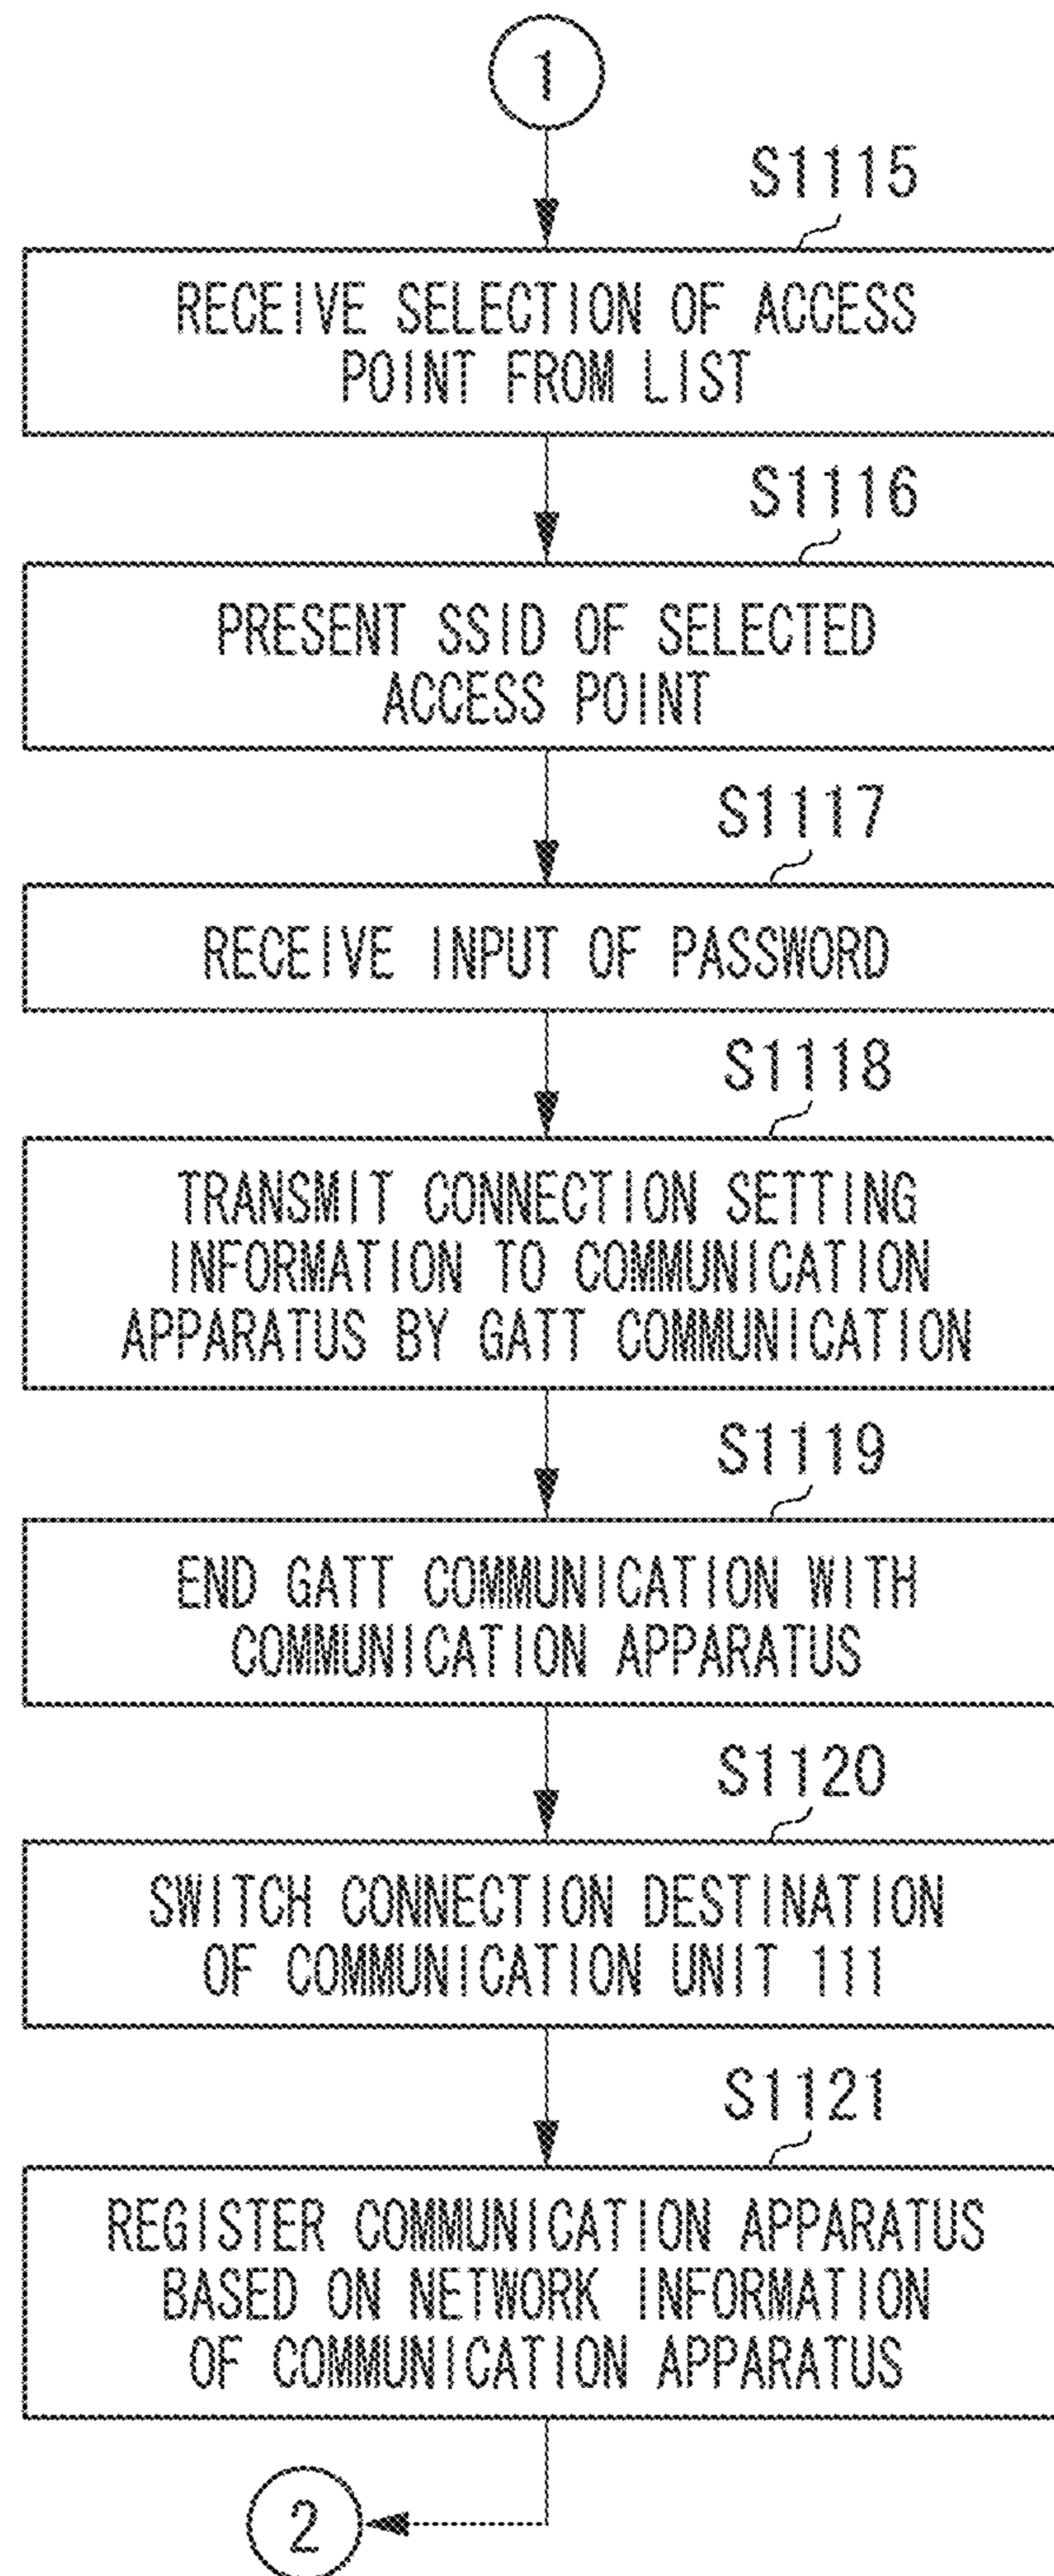 1
S1115
RECEIVE SELECTION OF ACCESS
POINT FROM LIST
S1116
PRESENT SSID OF SELECTED
ACCESS POINT
S1117
RECEIVE INPUT OF PASSWORD
S1118
TRANSMIT CONNECTION SETTING
INFORMATION TO COMMUNICATION
APPARATUS BY GATT COMMUNICATION
S1119
END GATT COMMUNICATION WITH
COMMUNICATION APPARATUS
S1120
SWITCH CONNECTION DESTINATION
OF COMMUNICATION UNIT 111
S1121
REGISTER COMMUNICATION APPARATUS
BASED ON NETWORK INFORMATION
OF COMMUNICATION APPARATUS
2